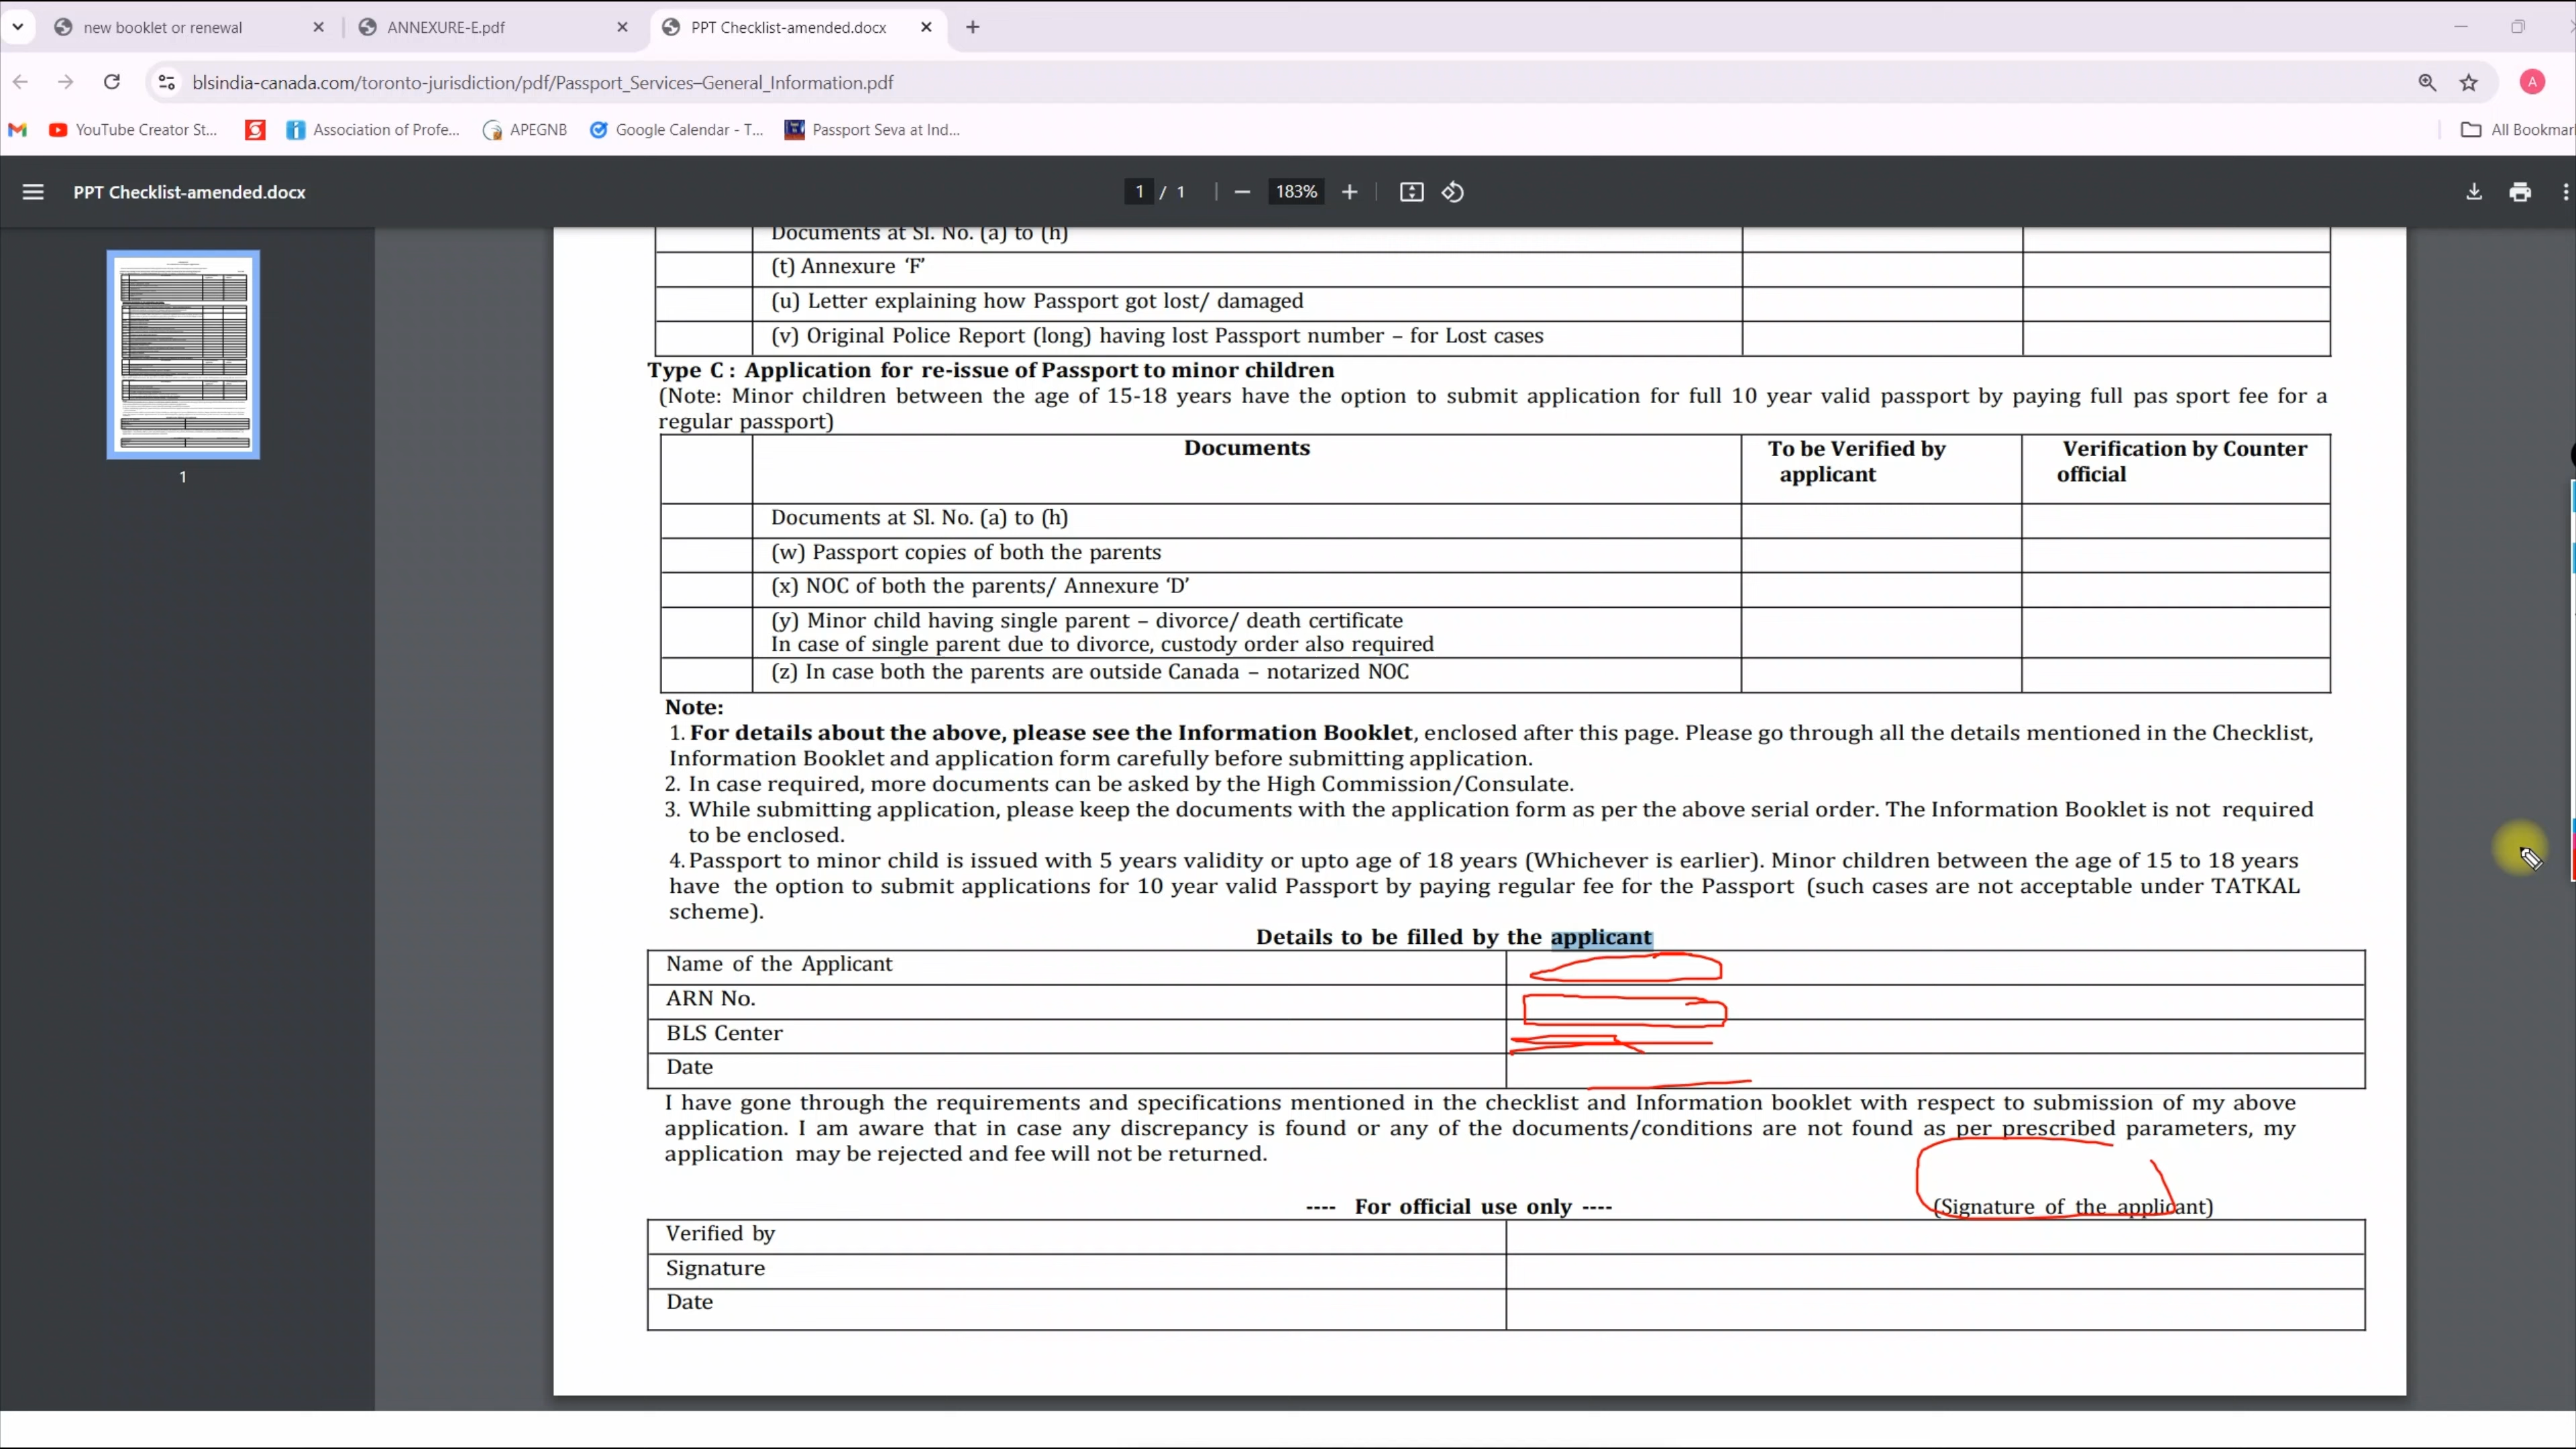 new booklet or renewal
ANNEXURE-E.pdf
PPT Checklist-amended.docx
blsindia-canada.com/toronto-jurisdiction/pdf/Passport_Services–General_Information.pdf
A
YouTube Creator St...
Association of Profe...
APEGNB
Google Calendar - T...
Passport Seva at Ind...
All Bookmar
PPT Checklist-amended.docx
1 / 1
183%
1
Documents at Sl. No. (a) to (h)
(t) Annexure ‘F’
(u) Letter explaining how Passport got lost/ damaged
(v) Original Police Report (long) having lost Passport number – for Lost cases
Type C : Application for re-issue of Passport to minor children
(Note: Minor children between the age of 15-18 years have the option to submit application for full 10 year valid passport by paying full pas sport fee for a
regular passport)
Documents To be Verified by applicant Verification by Counter official
Documents at Sl. No. (a) to (h)
(w) Passport copies of both the parents
(x) NOC of both the parents/ Annexure ‘D’
(y) Minor child having single parent – divorce/ death certificate
In case of single parent due to divorce, custody order also required
(z) In case both the parents are outside Canada – notarized NOC
Note:
1. For details about the above, please see the Information Booklet, enclosed after this page. Please go through all the details mentioned in the Checklist,
Information Booklet and application form carefully before submitting application.
2. In case required, more documents can be asked by the High Commission/Consulate.
3. While submitting application, please keep the documents with the application form as per the above serial order. The Information Booklet is not required
to be enclosed.
4. Passport to minor child is issued with 5 years validity or upto age of 18 years (Whichever is earlier). Minor children between the age of 15 to 18 years
have the option to submit applications for 10 year valid Passport by paying regular fee for the Passport (such cases are not acceptable under TATKAL
scheme).
Details to be filled by the applicant
Name of the Applicant
ARN No.
BLS Center
Date
I have gone through the requirements and specifications mentioned in the checklist and Information booklet with respect to submission of my above
application. I am aware that in case any discrepancy is found or any of the documents/conditions are not found as per prescribed parameters, my
application may be rejected and fee will not be returned.
---- For official use only ---- (Signature of the applicant)
Verified by
Signature
Date